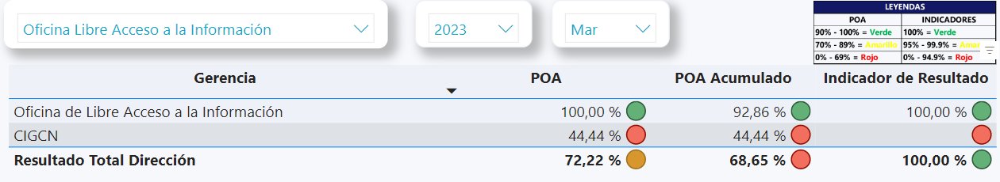 Oficina Libre Acceso a la Información
2023
Mar
LEYENDAS
POA INDICADORES
90% - 100% = Verde 100% = Verde
70% - 89% = Amarillo 95% - 99.9% =
0% - 69% = Rojo 0% - 94.9% = Rojo
Gerencia POA POA Acumulado Indicador de Resultado
Oficina de Libre Acceso a la Información 100,00 % 92,86 % 100,00 %
CIGCN 44,44 % 44,44 %
Resultado Total Dirección 72,22 % 68,65 % 100,00 %